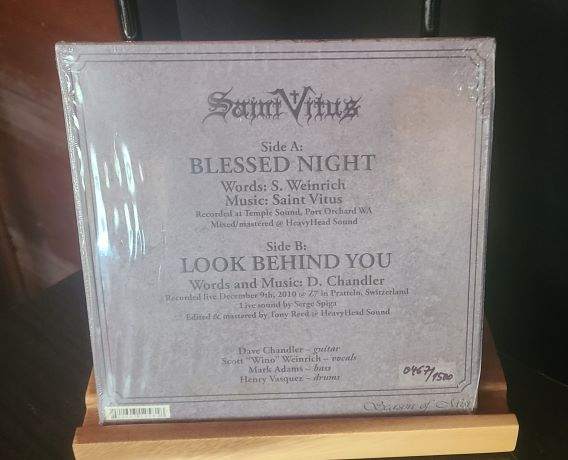 Saint Vitus
Side A:
BLESSED NIGHT
Words: S. Weinrich
Music: Saint Vitus
Recorded at Temple Sound, Port Orchard WA
Mixed/mastered @ HeavyHead Sound
Side B:
LOOK BEHIND YOU
Words and Music: D. Chandler
Recorded live December 9th, 2010 @ Z7 in Pratteln, Switzerland
Live sound by Serge Spiga
Edited & mastered by Tony Reed @ HeavyHead Sound
Dave Chandler – guitar
Scott "Wino" Weinrich – vocals
Mark Adams – bass
Henry Vasquez – drums
0467/1500
Season of Mist